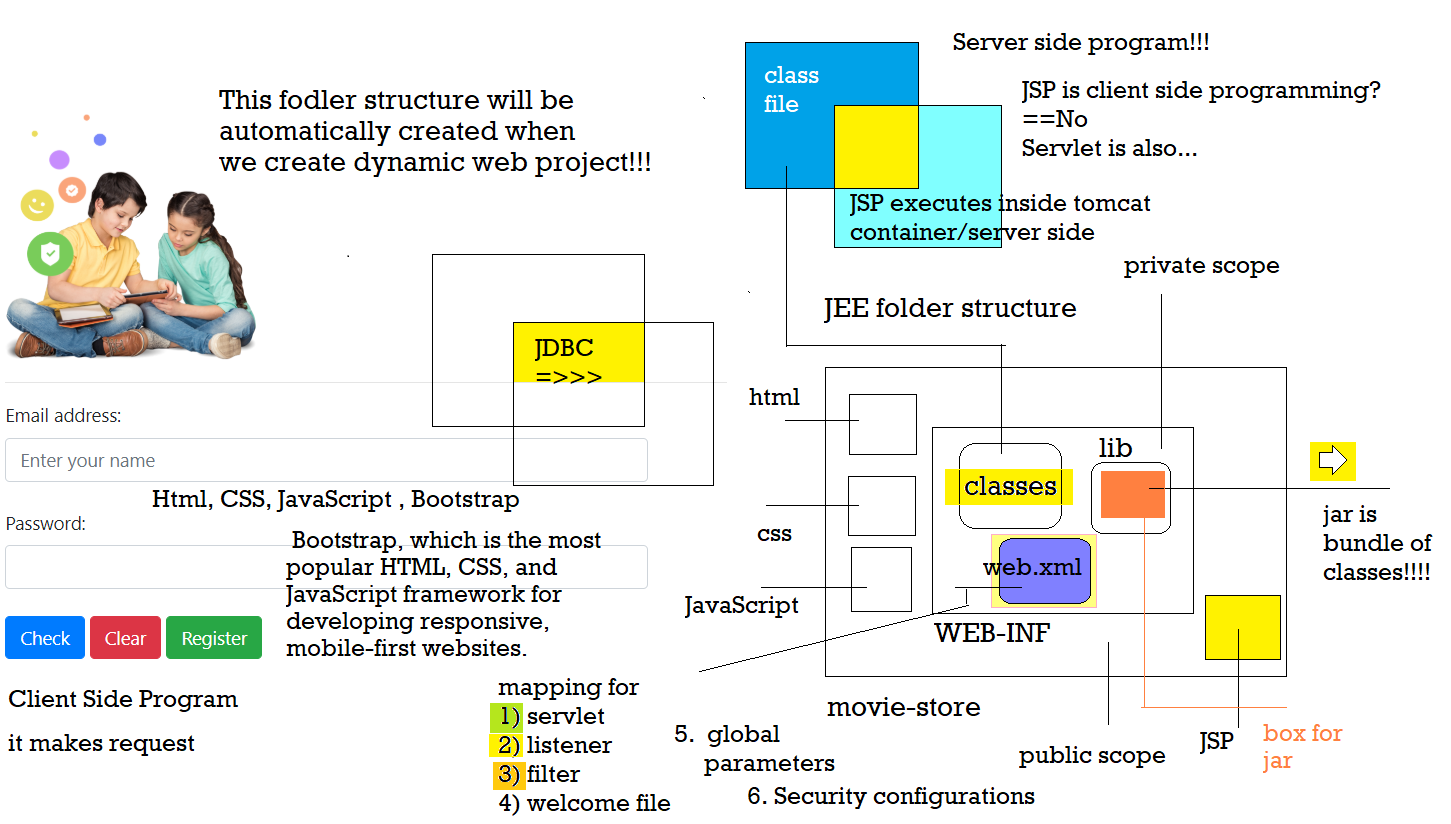 This fodler structure will be
automatically created when
we create dynamic web project!!!
class
file
Server side program!!!
JSP is client side programming?
==No
Servlet is also...
JSP executes inside tomcat
container/server side
private scope
JEE folder structure
JDBC
=>>>
Email address:
Enter your name
Html, CSS, JavaScript , Bootstrap
Password:
Bootstrap, which is the most
popular HTML, CSS, and
JavaScript framework for
developing responsive,
mobile-first websites.
Check
Clear
Register
Client Side Program
it makes request
html
css
JavaScript
classes
lib
web.xml
WEB-INF
jar is
bundle of
classes!!!!
movie-store
public scope
JSP
box for
jar
mapping for
1) servlet
2) listener
3) filter
4) welcome file
5. global
parameters
6. Security configurations